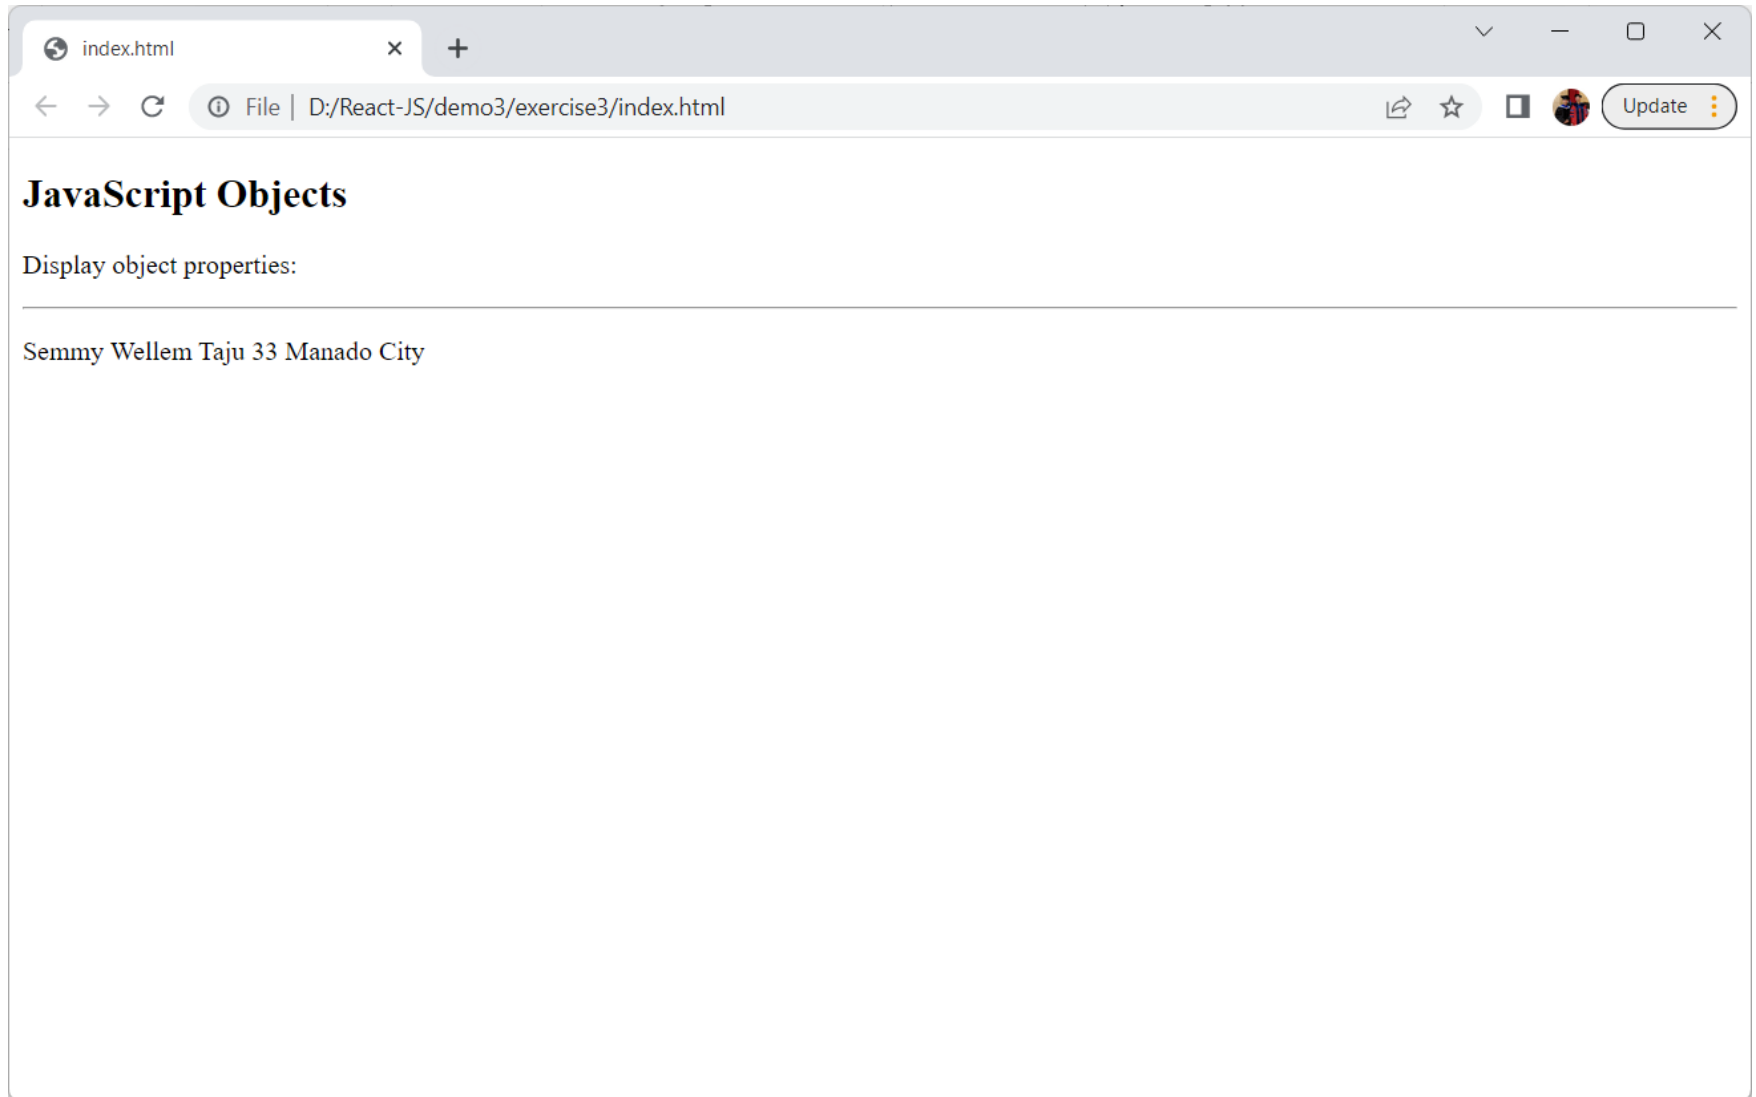 index.html
File D:/React-JS/demo3/exercise3/index.html Update
JavaScript Objects
Display object properties:
Semmy Wellem Taju 33 Manado City